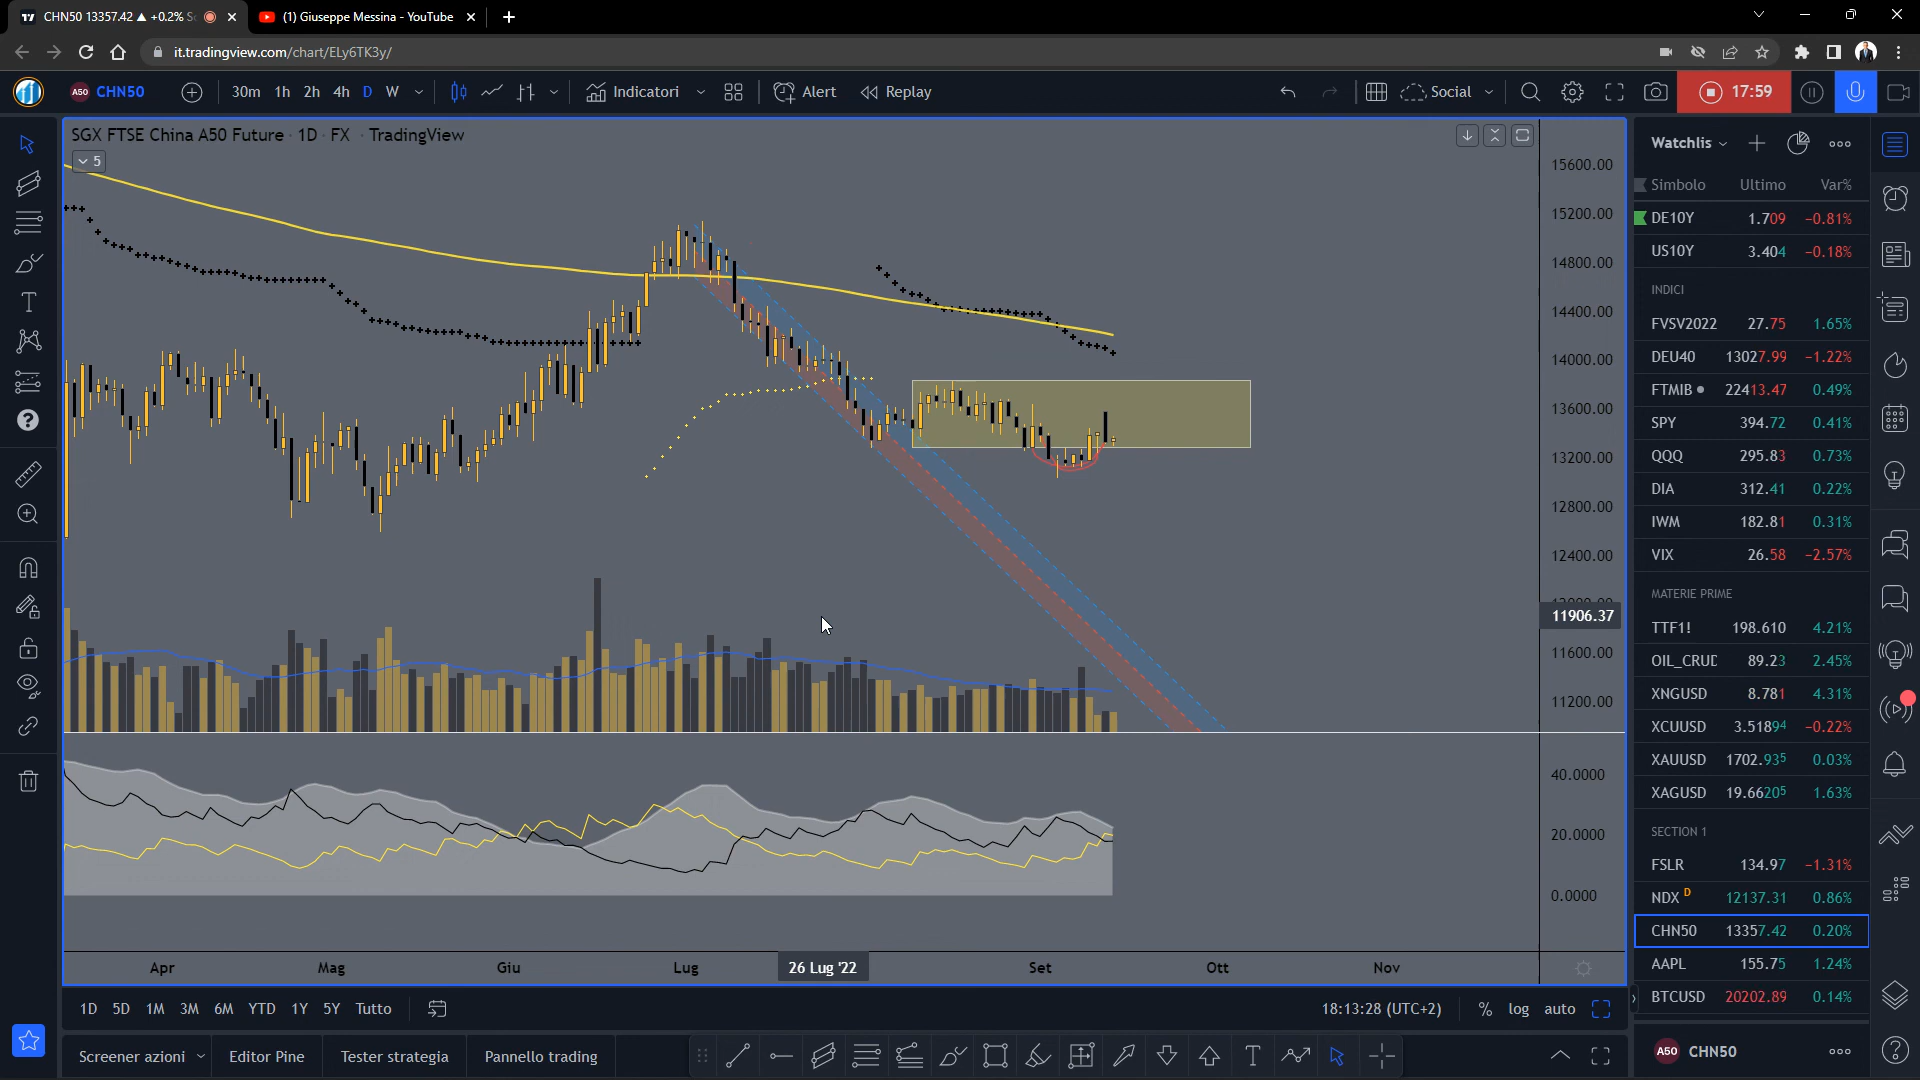 CHN50 13357.42 ▲ +0.2% S
(1) Giuseppe Messina - YouTube
it.tradingview.com/chart/ELy6TK3y/
A50 CHN50
30m 1h 2h 4h D W
Indicatori
Alert
Replay
Social
17:59
SGX FTSE China A50 Future · 1D · FX · TradingView
5
15600.00
15200.00
14800.00
14400.00
14000.00
13600.00
13200.00
12800.00
12400.00
11906.37
11600.00
11200.00
40.0000
20.0000
0.0000
Apr Mag Giu Lug 26 Lug '22 Set Ott Nov
1D 5D 1M 3M 6M YTD 1Y 5Y Tutto
18:13:28 (UTC+2) % log auto
Screener azioni Editor Pine Tester strategia Pannello trading
Watchlis
Simbolo Ultimo Var%
DE10Y 1.709 −0.81%
US10Y 3.404 −0.18%
INDICI
FVSV2022 27.75 1.65%
DEU40 13027.99 −1.22%
FTMIB 22413.47 0.49%
SPY 394.72 0.41%
QQQ 295.83 0.73%
DIA 312.41 0.22%
IWM 182.81 0.31%
VIX 26.58 −2.57%
MATERIE PRIME
TTF1! 198.610 4.21%
OIL_CRUD 89.23 2.45%
XNGUSD 8.781 4.31%
XCUUSD 3.51894 −0.22%
XAUUSD 1702.935 0.03%
XAGUSD 19.66205 1.63%
SECTION 1
FSLR 134.97 −1.31%
NDX D 12137.31 0.86%
CHN50 13357.42 0.20%
AAPL 155.75 1.24%
BTCUSD 20202.89 0.14%
A50 CHN50